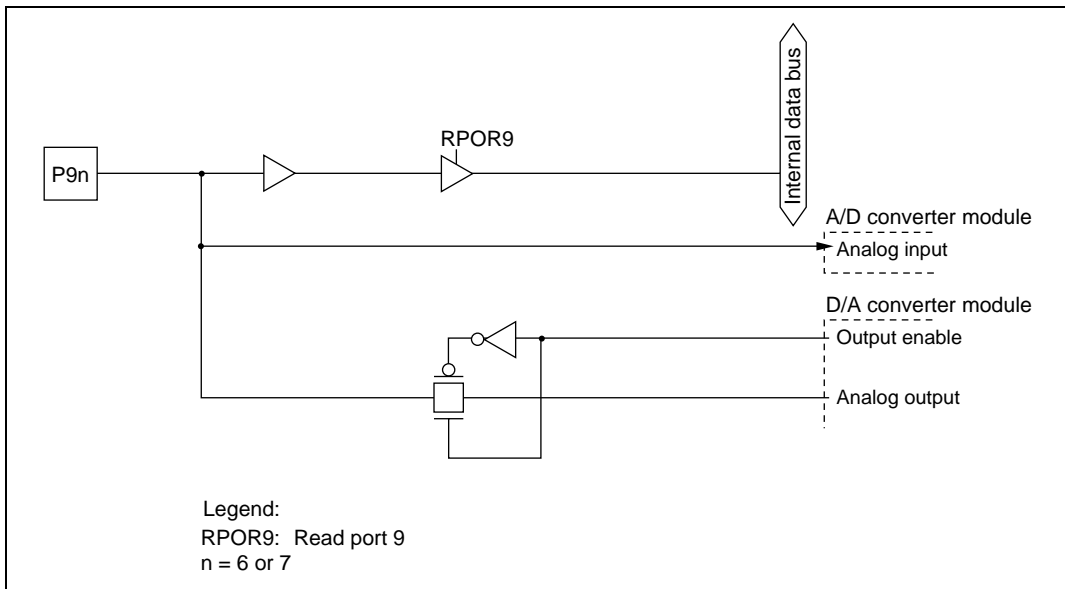 RPOR9
P9n
Internal data bus
A/D converter module
Analog input
D/A converter module
Output enable
Analog output
Legend:
RPOR9: Read port 9
n = 6 or 7